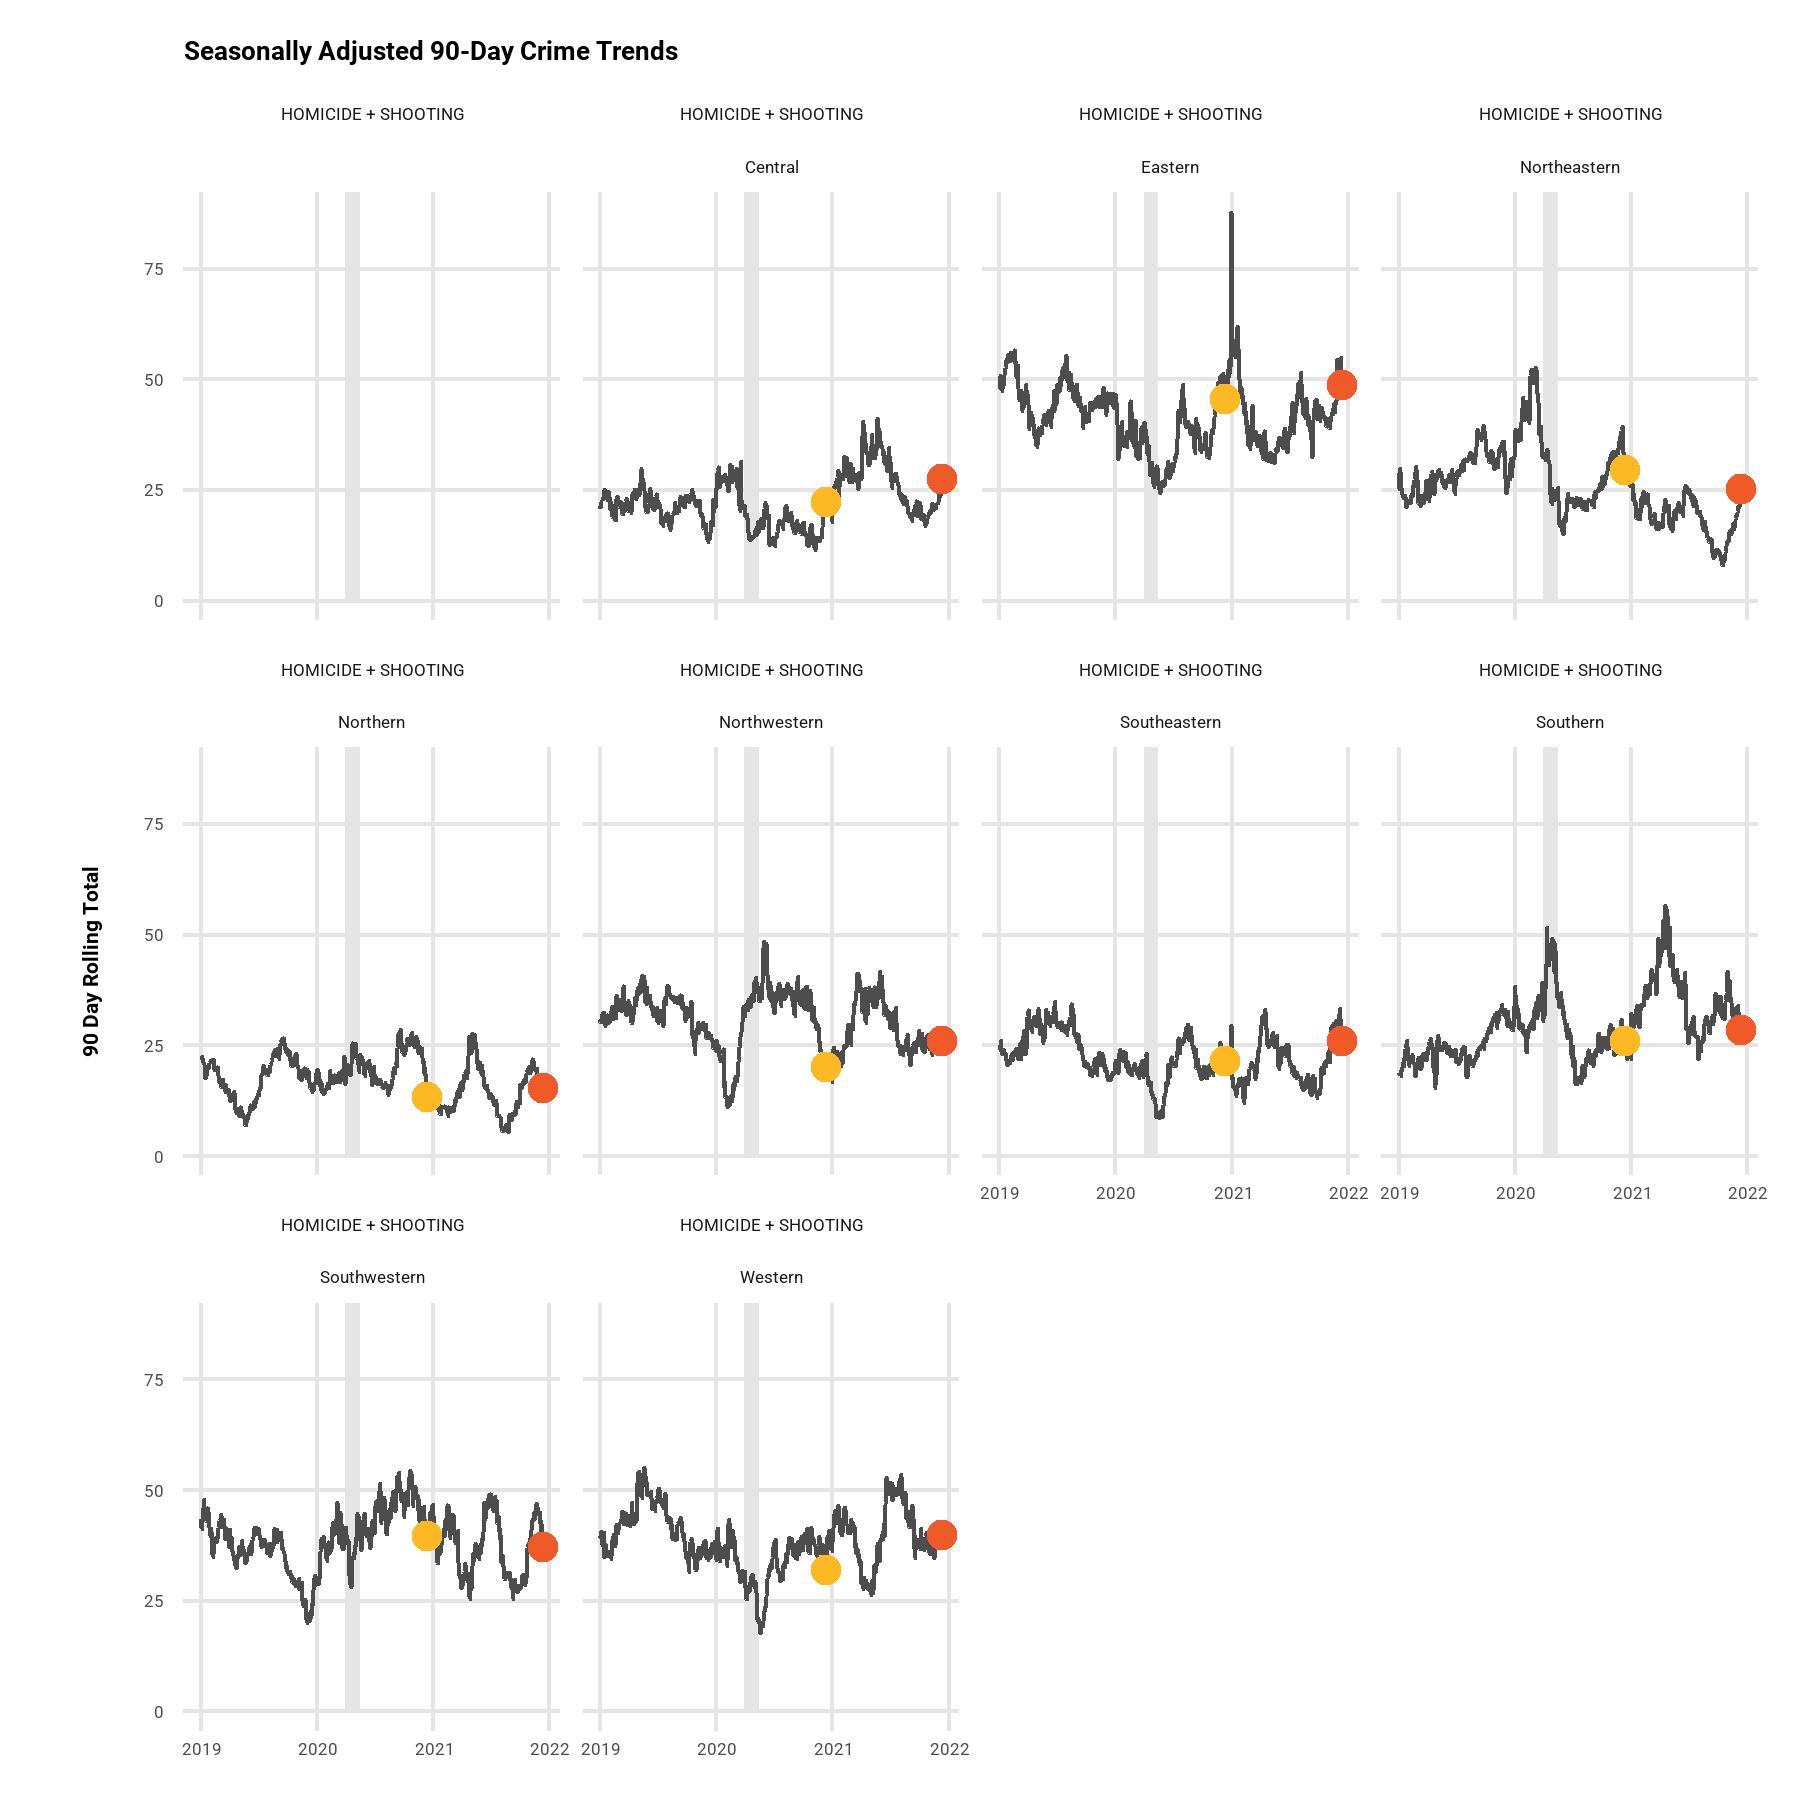 Seasonally Adjusted 90-Day Crime Trends
HOMICIDE + SHOOTING
HOMICIDE + SHOOTING
HOMICIDE + SHOOTING
HOMICIDE + SHOOTING
Central
Eastern
Northeastern
75
50
25
0
HOMICIDE + SHOOTING
HOMICIDE + SHOOTING
HOMICIDE + SHOOTING
HOMICIDE + SHOOTING
Northern
Northwestern
Southeastern
Southern
75
50
25
0
90 Day Rolling Total
2019 2020 2021 2022
2019 2020 2021 2022
HOMICIDE + SHOOTING
HOMICIDE + SHOOTING
Southwestern
Western
75
50
25
0
2019 2020 2021 2022
2019 2020 2021 2022